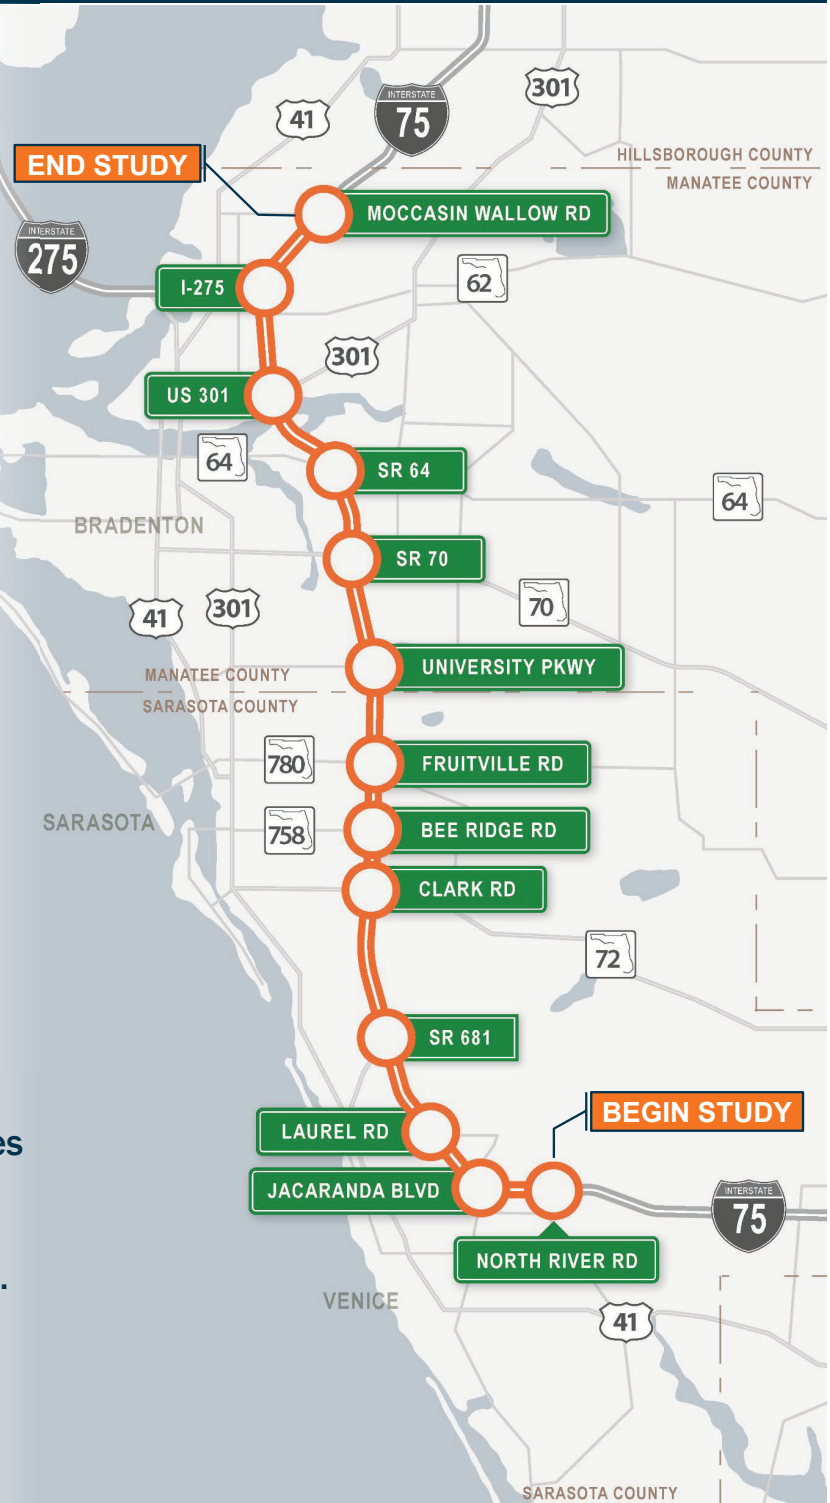 INTERSTATE
75
301
41
END STUDY
HILLSBOROUGH COUNTY
MANATEE COUNTY
MOCCASIN WALLOW RD
INTERSTATE
275
I-275
62
301
US 301
64
SR 64
64
BRADENTON
SR 70
41
301
70
MANATEE COUNTY
UNIVERSITY PKWY
SARASOTA COUNTY
780
FRUITVILLE RD
SARASOTA
758
BEE RIDGE RD
CLARK RD
72
SR 681
BEGIN STUDY
LAUREL RD
es
JACARANDA BLVD
INTERSTATE
75
NORTH RIVER RD
.
VENICE
41
SARASOTA COUNTY